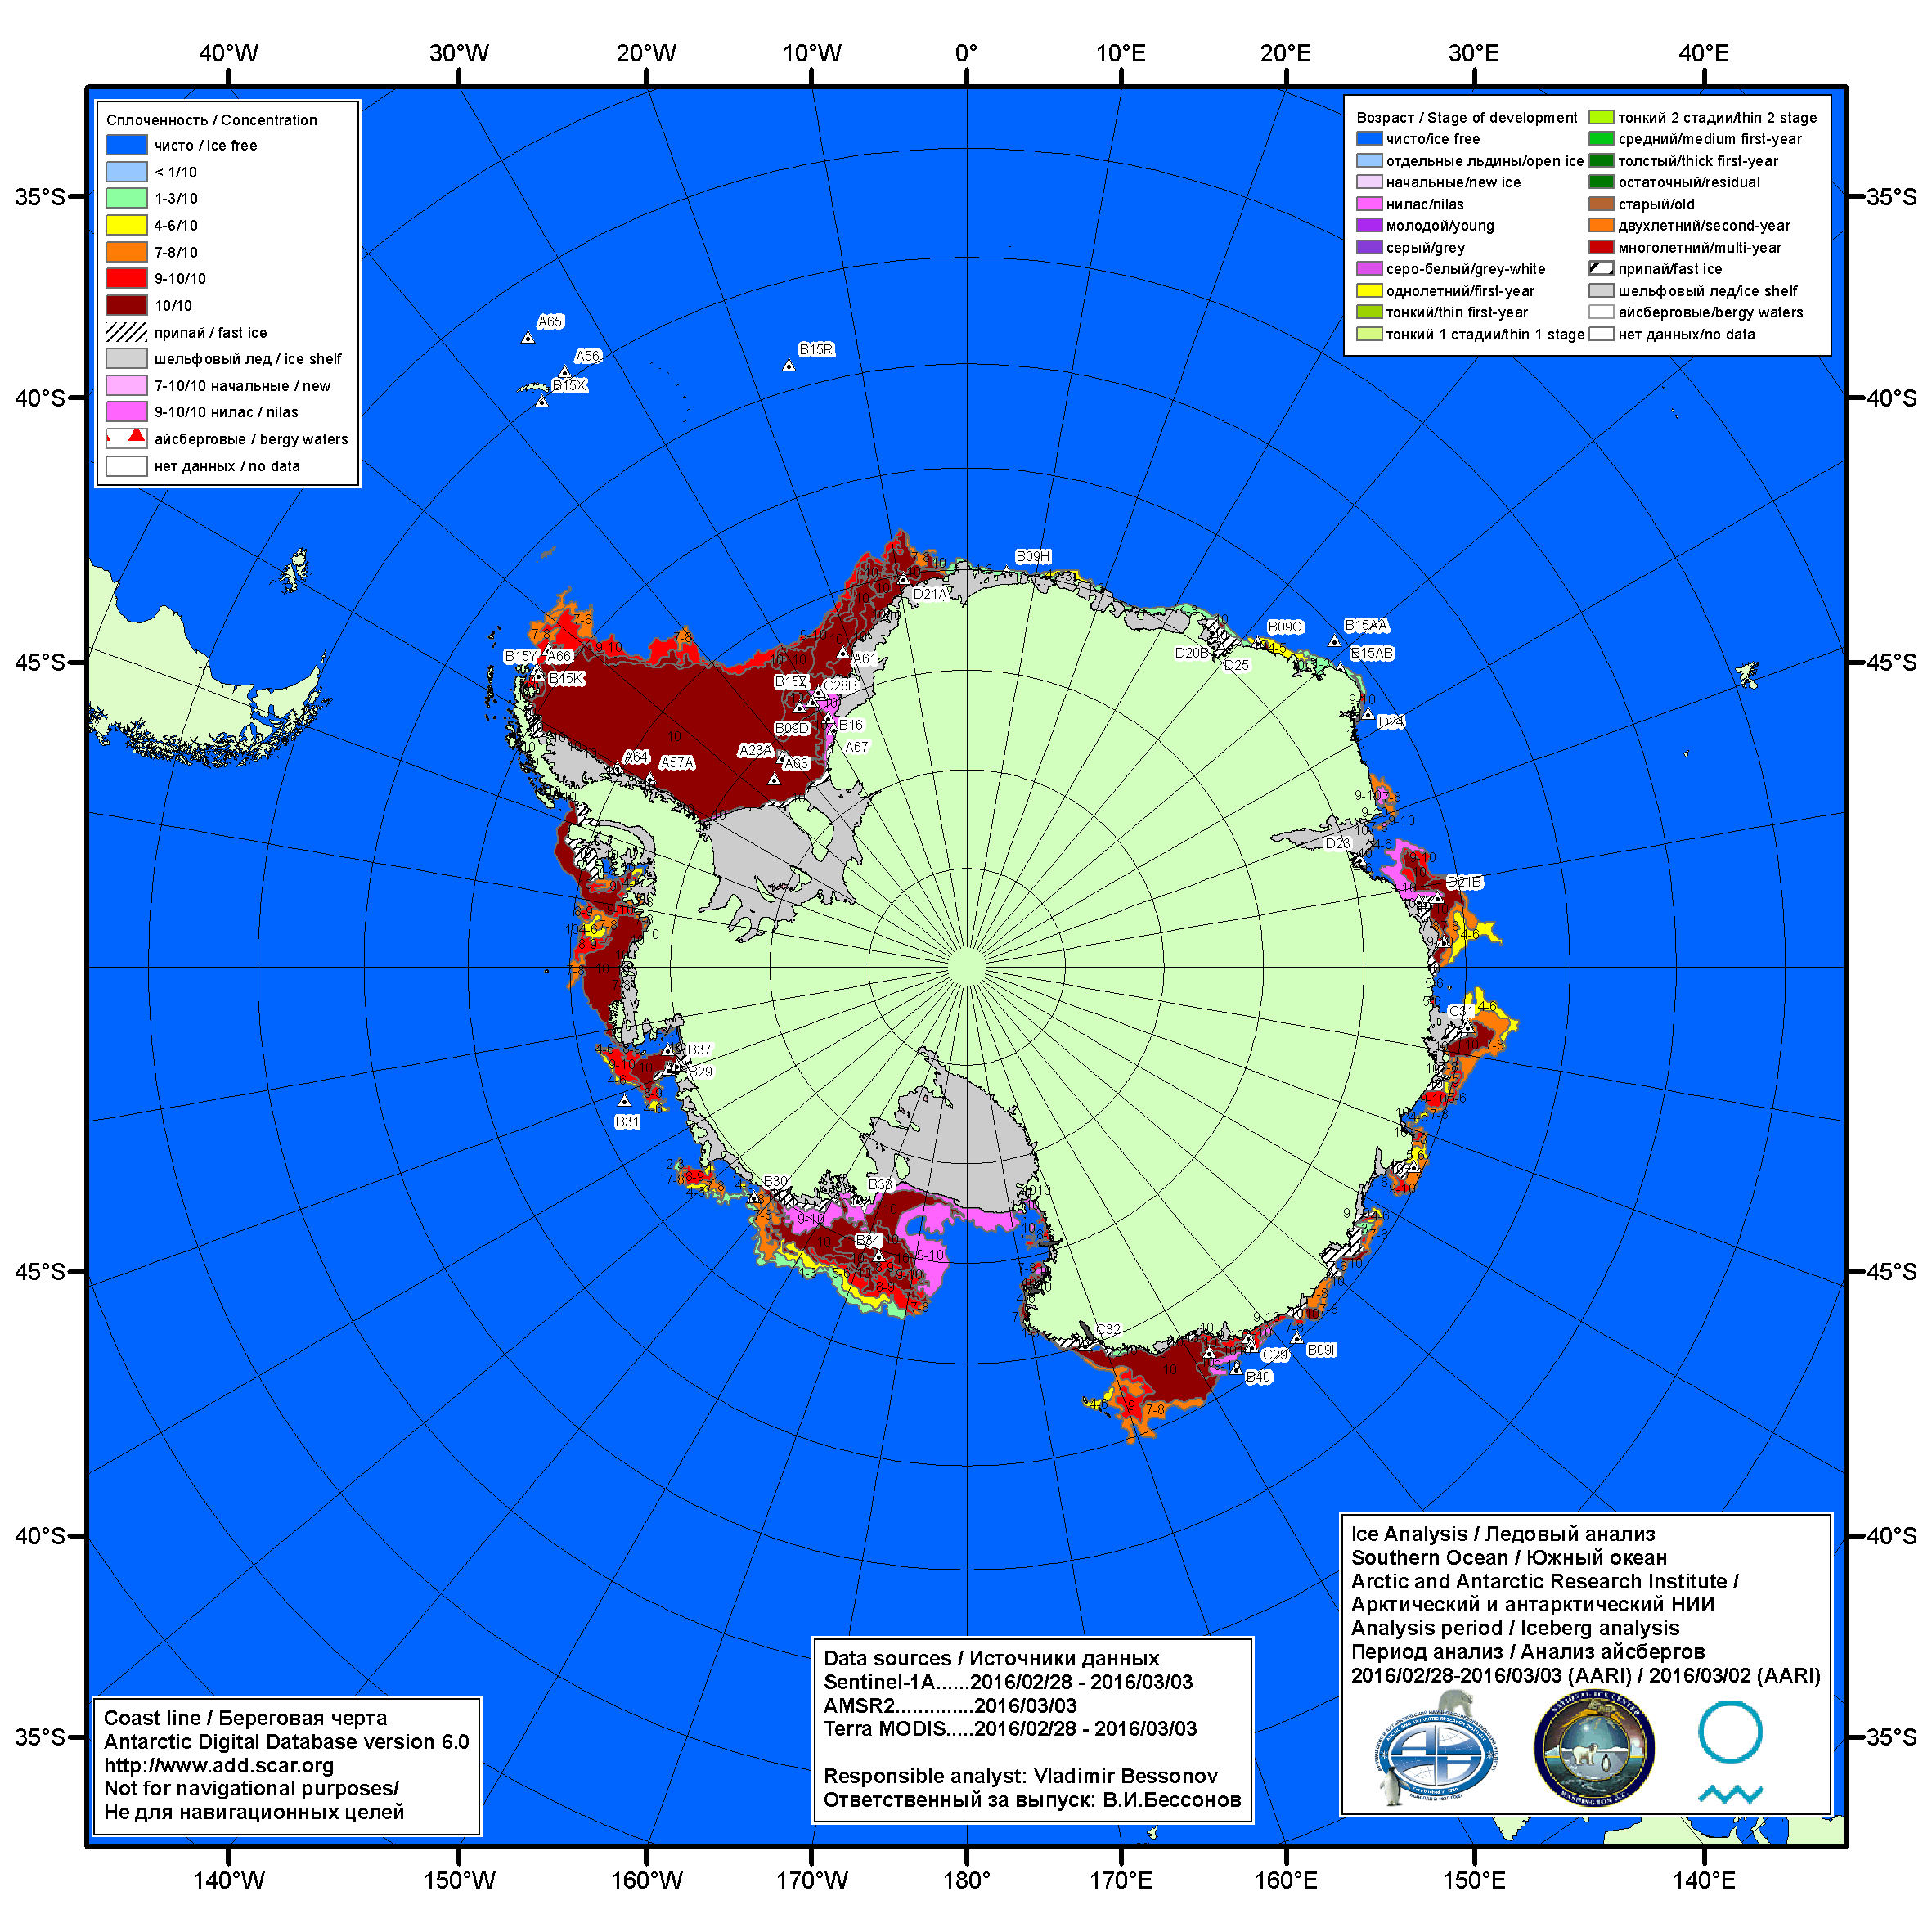 40°W 30°W 20°W 10°W 0° 10°E 20°E 30°E 40°E
35°S
40°S
45°S
45°S
40°S
35°S
35°S
40°S
45°S
45°S
40°S
35°S
140°W 150°W 160°W 170°W 180° 170°E 160°E 150°E 140°E
Сплоченность / Concentration
чисто / ice free
< 1/10
1-3/10
4-6/10
7-8/10
9-10/10
10/10
припай / fast ice
шельфовый лед / ice shelf
7-10/10 начальные / new
9-10/10 нилас / nilas
айсберговые / bergy waters
нет данных / no data
Возраст / Stage of development
чисто/ice free
отдельные льдины/open ice
начальные/new ice
нилас/nilas
молодой/young
серый/grey
серо-белый/grey-white
однолетний/first-year
тонкий/thin first-year
тонкий 1 стадии/thin 1 stage
тонкий 2 стадии/thin 2 stage
средний/medium first-year
толстый/thick first-year
остаточный/residual
старый/old
двухлетний/second-year
многолетний/multi-year
припай/fast ice
шельфовый лед/ice shelf
айсберговые/bergy waters
нет данных/no data
A65
A56
B15X
B15R
B09H
D21A
B15Y
A66
B15K
A61
B15Z
C28B
B09D
B16
A67
A23A
A63
A64
A57A
B09G
B15AA
B15AB
D20B
D25
D24
D23
D21B
C31
B37
B29
B31
B30
B38
B34
C32
C29
B40
B09I
Ice Analysis / Ледовый анализ
Southern Ocean / Южный океан
Arctic and Antarctic Research Institute /
Арктический и антарктический НИИ
Analysis period / Iceberg analysis
Период анализ / Анализ айсбергов
2016/02/28-2016/03/03 (AARI) / 2016/03/02 (AARI)
NATIONAL ICE CENTER
WASHINGTON D.C.
Data sources / Источники данных
Sentinel-1A......2016/02/28 - 2016/03/03
AMSR2..............2016/03/03
Terra MODIS.....2016/02/28 - 2016/03/03
Responsible analyst: Vladimir Bessonov
Ответственный за выпуск: В.И.Бессонов
Coast line / Береговая черта
Antarctic Digital Database version 6.0
http://www.add.scar.org
Not for navigational purposes/
Не для навигационных целей